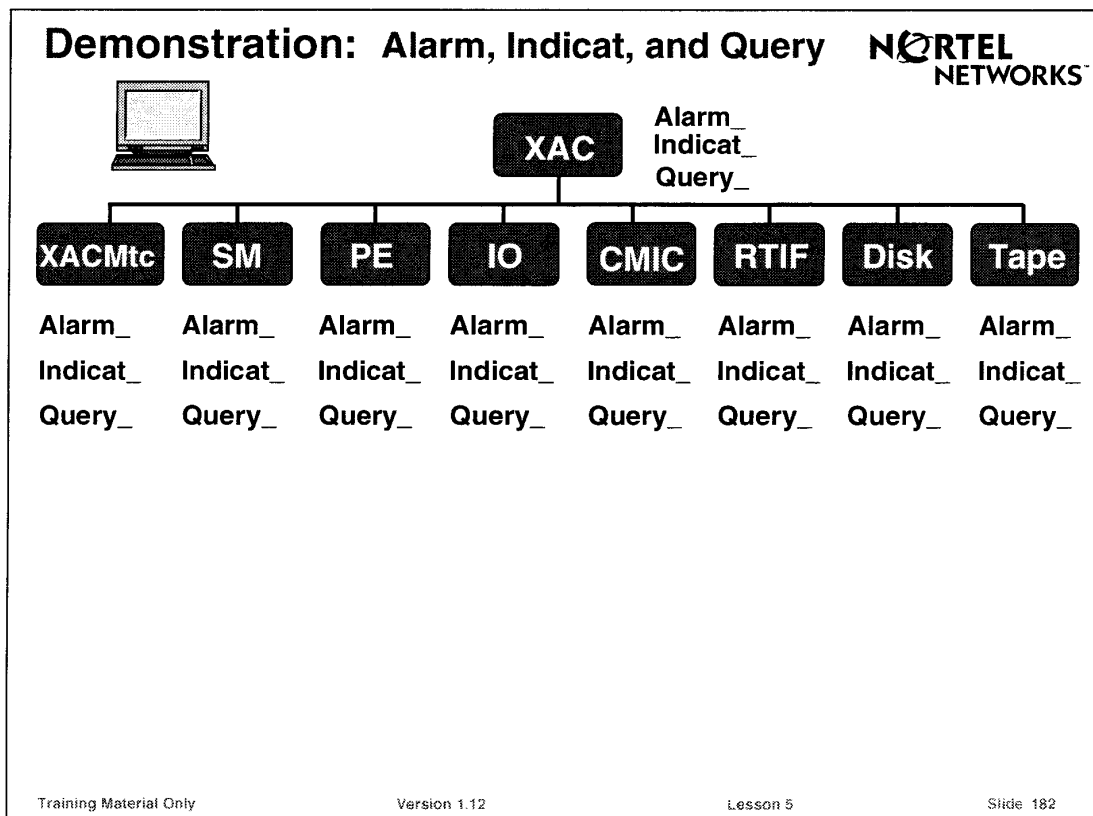 Demonstration: Alarm, Indicat, and Query
NORTEL
NETWORKS™
XAC
Alarm_
Indicat_
Query_
XACMtc SM PE IO CMIC RTIF Disk Tape
Alarm_ Alarm_ Alarm_ Alarm_ Alarm_ Alarm_ Alarm_ Alarm_
Indicat_ Indicat_ Indicat_ Indicat_ Indicat_ Indicat_ Indicat_ Indicat_
Query_ Query_ Query_ Query_ Query_ Query_ Query_ Query_
Training Material Only Version 1.12 Lesson 5 Slide 182